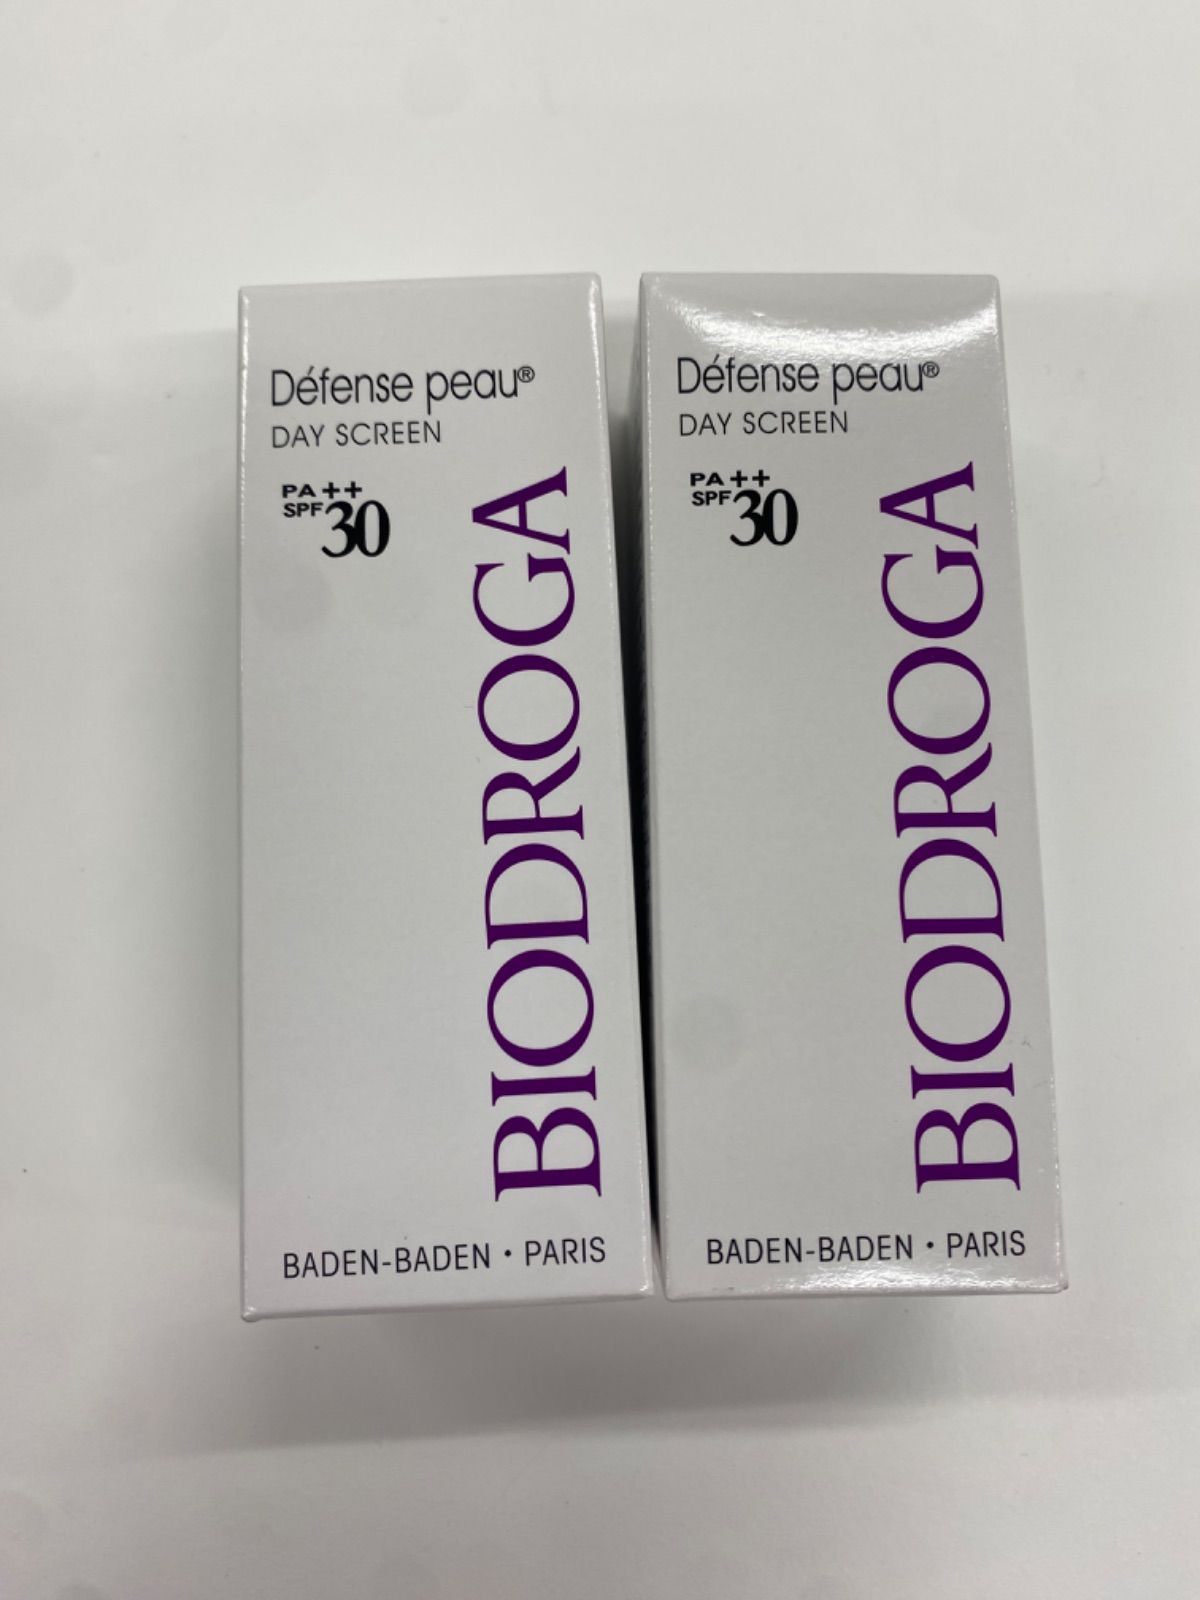 Défense peau®
DAY SCREEN
PA++
SPF30
BIODROGA
BADEN-BADEN • PARIS
Défense peau®
DAY SCREEN
PA++
SPF30
BIODROGA
BADEN-BADEN • PARIS